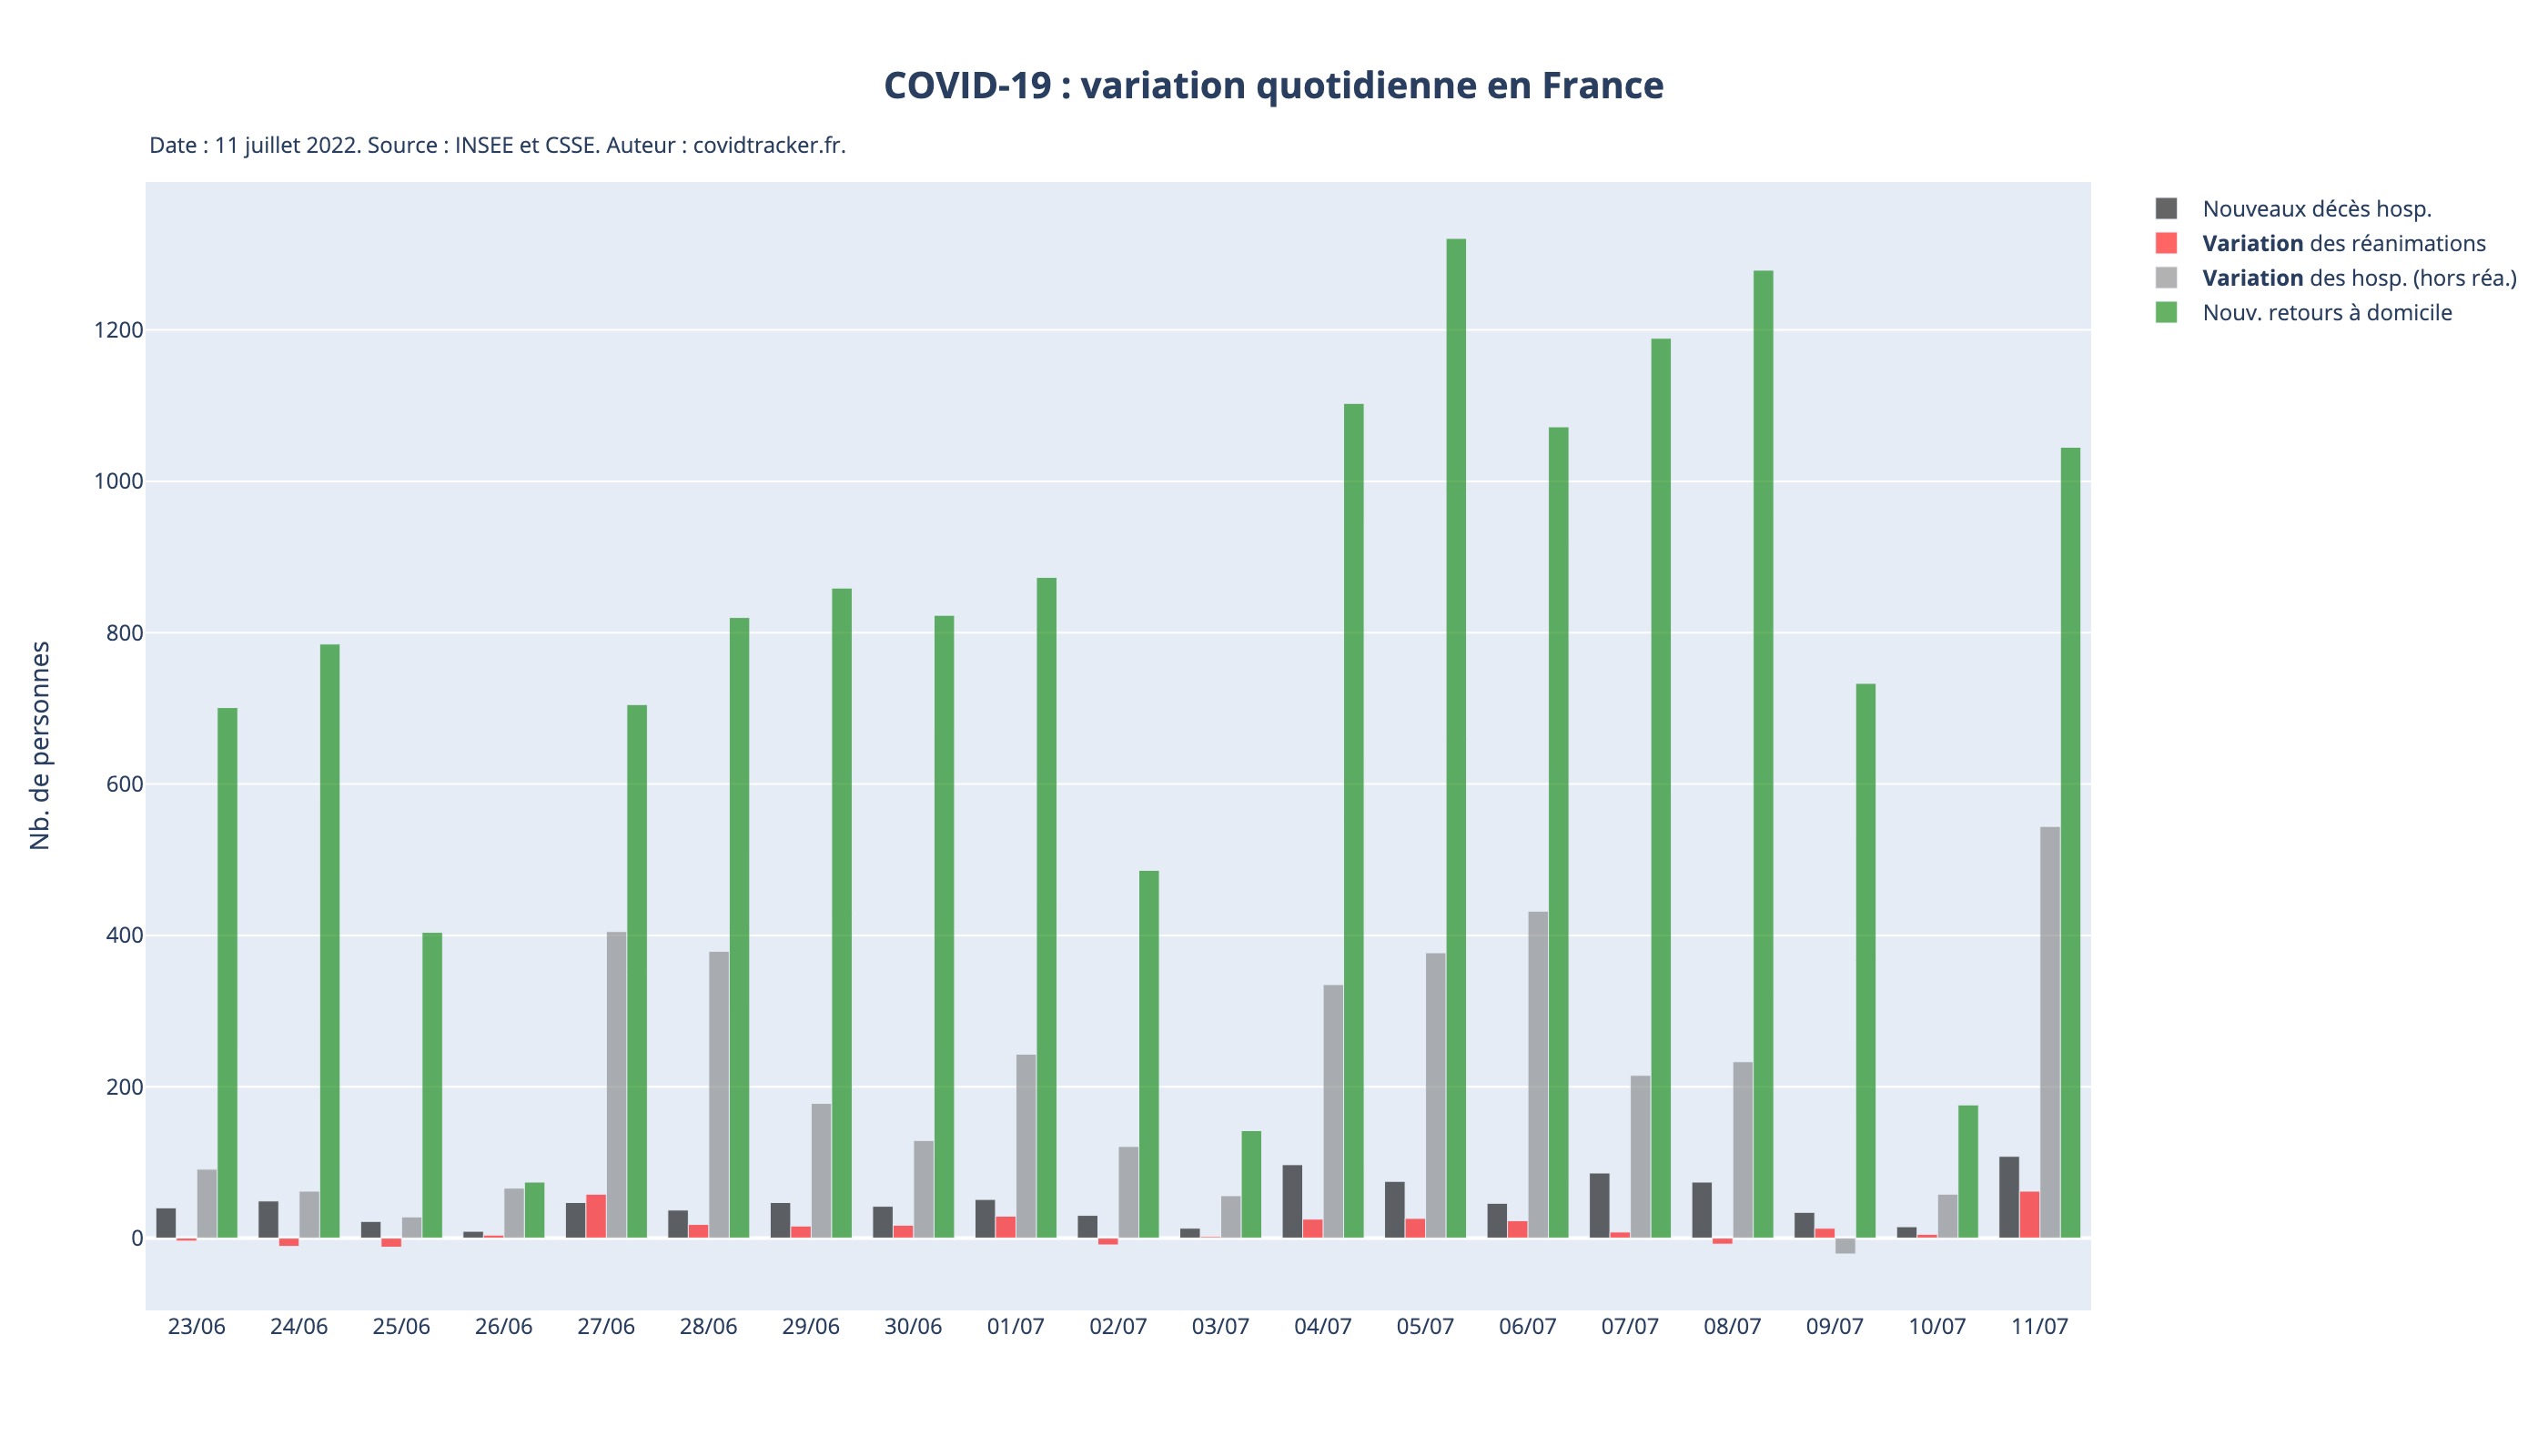 COVID-19 : variation quotidienne en France
Date : 11 juillet 2022. Source : INSEE et CSSE. Auteur : covidtracker.fr.
Nouveaux décès hosp.
Variation des réanimations
Variation des hosp. (hors réa.)
Nouv. retours à domicile
Nb. de personnes
1200
1000
800
600
400
200
0
23/06 24/06 25/06 26/06 27/06 28/06 29/06 30/06 01/07 02/07 03/07 04/07 05/07 06/07 07/07 08/07 09/07 10/07 11/07